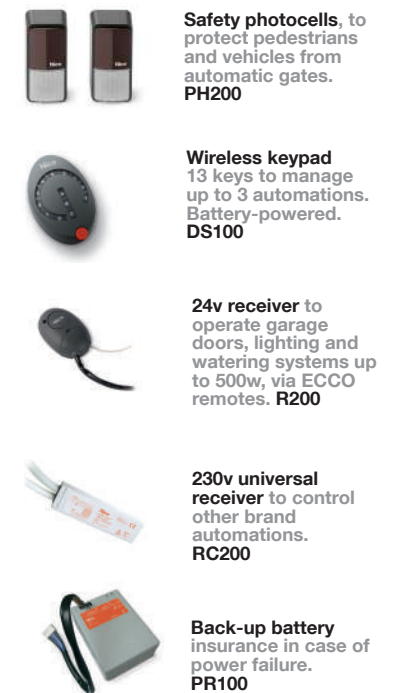 Safety photocells, to
protect pedestrians
and vehicles from
automatic gates.
PH200
Wireless keypad
13 keys to manage
up to 3 automations.
Battery-powered.
DS100
24v receiver to
operate garage
doors, lighting and
watering systems up
to 500w, via ECCO
remotes. R200
230v universal
receiver to control
other brand
automations.
RC200
Back-up battery
insurance in case of
power failure.
PR100